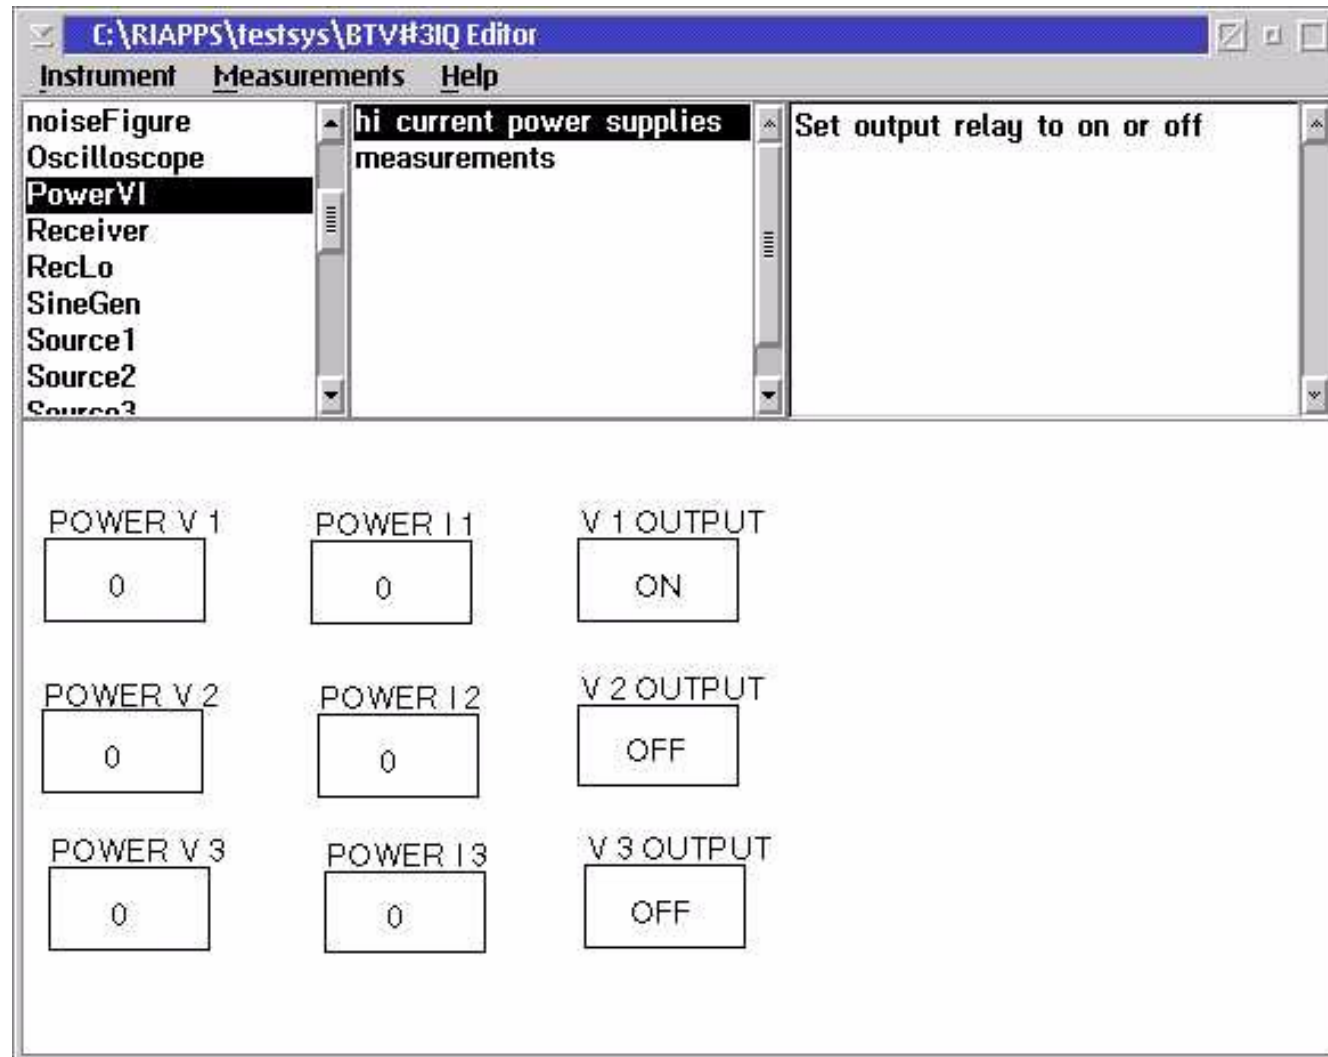 C:\RIAPPS\testsys\BTV#3IQ Editor
Instrument Measurements Help
noiseFigure
Oscilloscope
PowerVI
Receiver
RecLo
SineGen
Source1
Source2
Source3
hi current power supplies
measurements
Set output relay to on or off
POWER V 1 POWER I 1 V 1 OUTPUT
0 0 ON
POWER V 2 POWER I 2 V 2 OUTPUT
0 0 OFF
POWER V 3 POWER I 3 V 3 OUTPUT
0 0 OFF